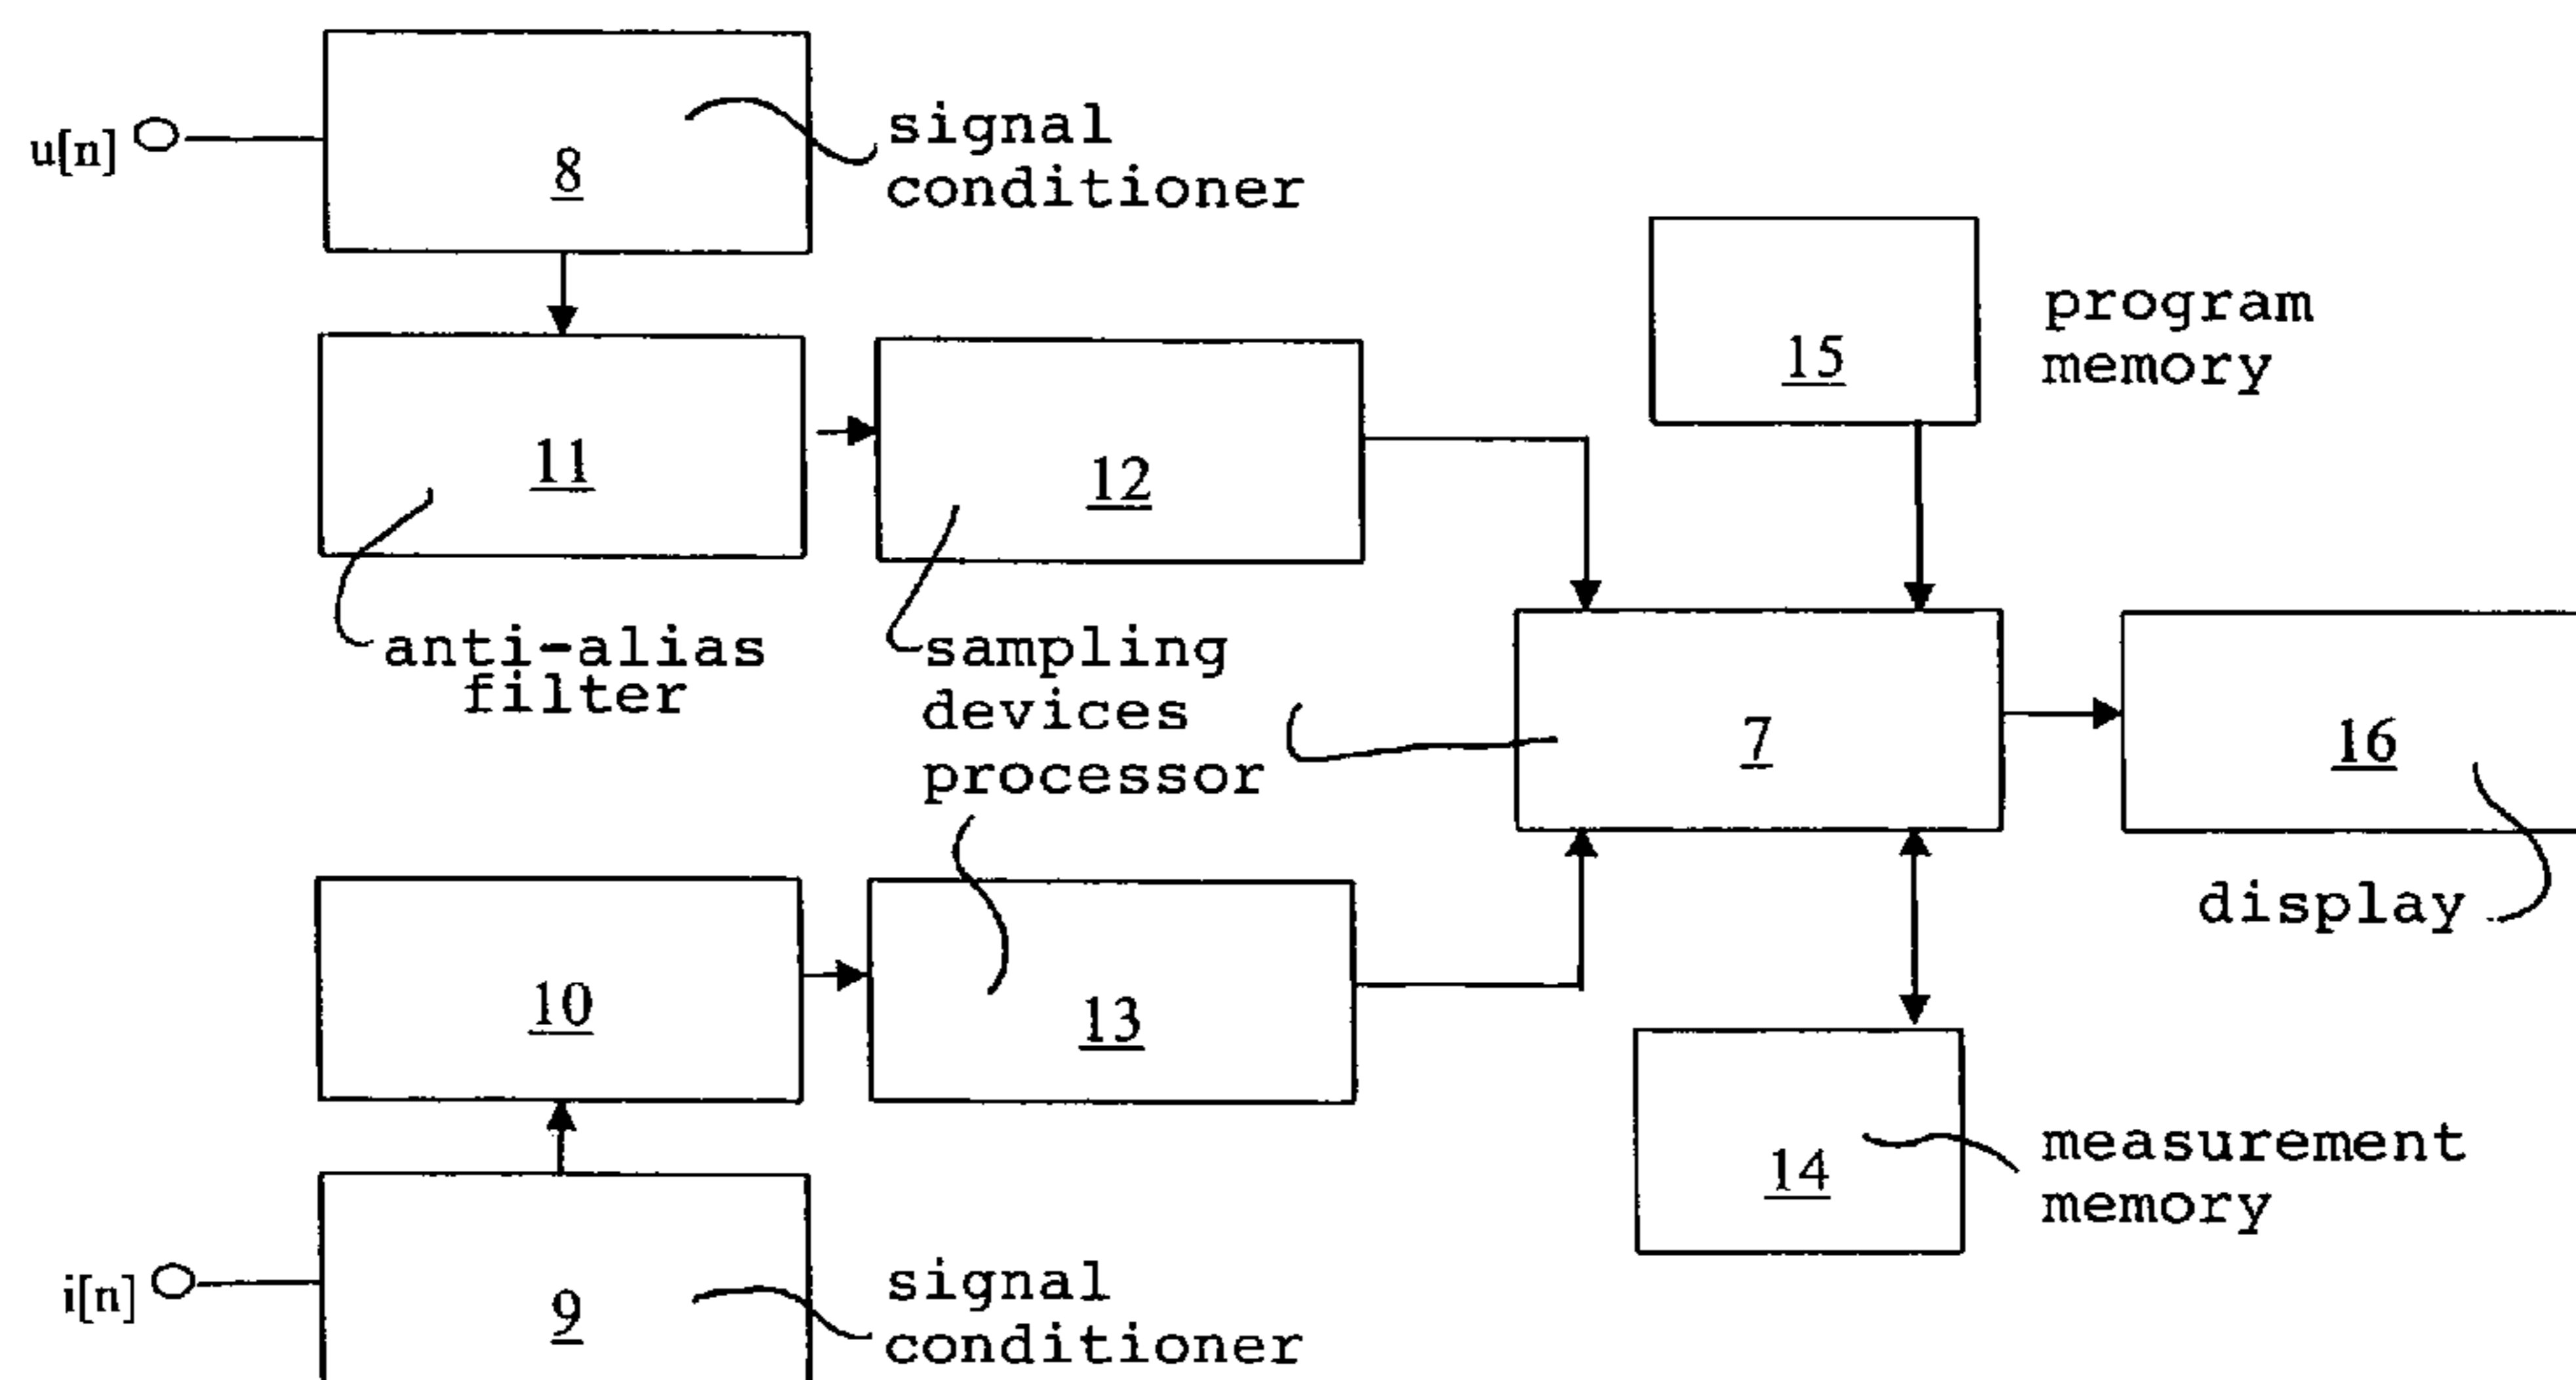 u[n]
8
signal
conditioner
11
anti-alias
filter
12
sampling
devices
processor
15
program
memory
7
16
display
10
13
14
measurement
memory
i[n]
9
signal
conditioner